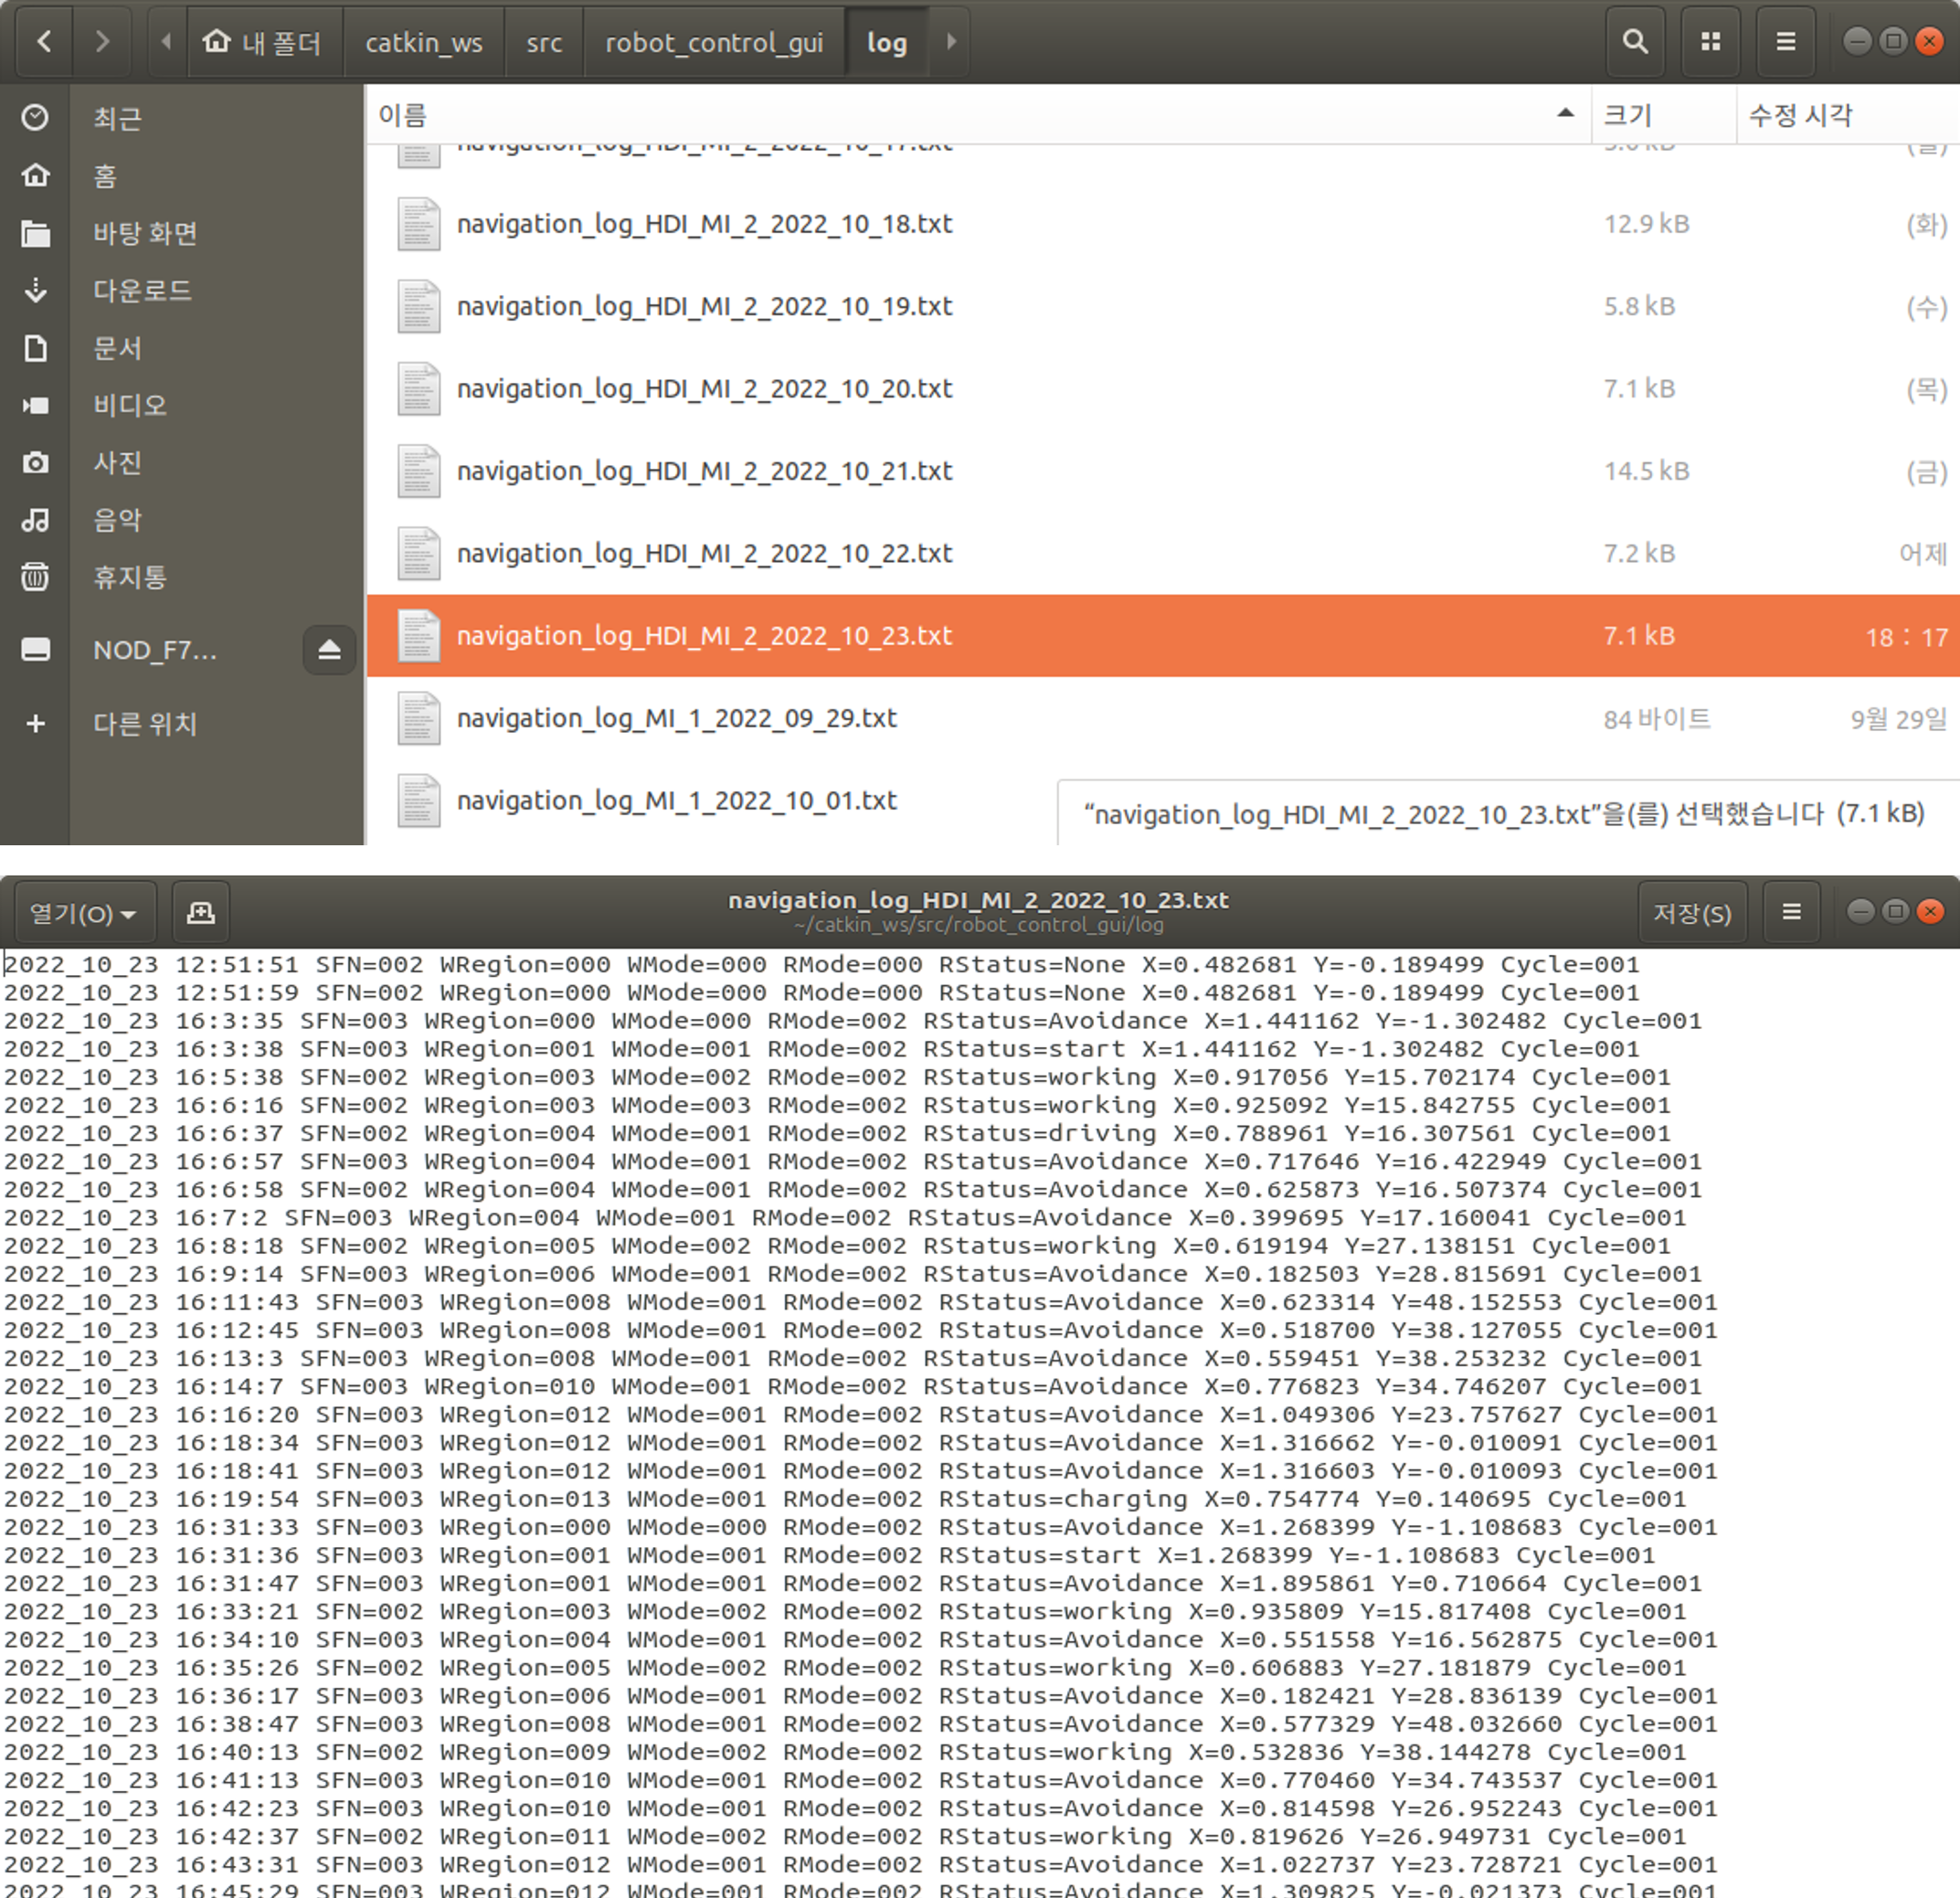 내 폴더 catkin_ws src robot_control_gui log
최근
홈
바탕 화면
다운로드
문서
비디오
사진
음악
휴지통
NOD_F7...
다른 위치
이름 크기 수정 시각
navigation_log_HDI_MI_2_2022_10_17.txt
navigation_log_HDI_MI_2_2022_10_18.txt 12.9 kB (화)
navigation_log_HDI_MI_2_2022_10_19.txt 5.8 kB (수)
navigation_log_HDI_MI_2_2022_10_20.txt 7.1 kB (목)
navigation_log_HDI_MI_2_2022_10_21.txt 14.5 kB (금)
navigation_log_HDI_MI_2_2022_10_22.txt 7.2 kB 어제
navigation_log_HDI_MI_2_2022_10_23.txt 7.1 kB 18 : 17
navigation_log_MI_1_2022_09_29.txt 84 바이트 9월 29일
navigation_log_MI_1_2022_10_01.txt
“navigation_log_HDI_MI_2_2022_10_23.txt”을(를) 선택했습니다 (7.1 kB)
열기(O) navigation_log_HDI_MI_2_2022_10_23.txt 저장(S)
~/catkin_ws/src/robot_control_gui/log
2022_10_23 12:51:51 SFN=002 WRegion=000 WMode=000 RMode=000 RStatus=None X=0.482681 Y=-0.189499 Cycle=001
2022_10_23 12:51:59 SFN=002 WRegion=000 WMode=000 RMode=000 RStatus=None X=0.482681 Y=-0.189499 Cycle=001
2022_10_23 16:3:35 SFN=003 WRegion=000 WMode=000 RMode=002 RStatus=Avoidance X=1.441162 Y=-1.302482 Cycle=001
2022_10_23 16:3:38 SFN=003 WRegion=001 WMode=001 RMode=002 RStatus=start X=1.441162 Y=-1.302482 Cycle=001
2022_10_23 16:5:38 SFN=002 WRegion=003 WMode=002 RMode=002 RStatus=working X=0.917056 Y=15.702174 Cycle=001
2022_10_23 16:6:16 SFN=002 WRegion=003 WMode=003 RMode=002 RStatus=working X=0.925092 Y=15.842755 Cycle=001
2022_10_23 16:6:37 SFN=002 WRegion=004 WMode=001 RMode=002 RStatus=driving X=0.788961 Y=16.307561 Cycle=001
2022_10_23 16:6:57 SFN=003 WRegion=004 WMode=001 RMode=002 RStatus=Avoidance X=0.717646 Y=16.422949 Cycle=001
2022_10_23 16:6:58 SFN=002 WRegion=004 WMode=001 RMode=002 RStatus=Avoidance X=0.625873 Y=16.507374 Cycle=001
2022_10_23 16:7:2 SFN=003 WRegion=004 WMode=001 RMode=002 RStatus=Avoidance X=0.399695 Y=17.160041 Cycle=001
2022_10_23 16:8:18 SFN=002 WRegion=005 WMode=002 RMode=002 RStatus=working X=0.619194 Y=27.138151 Cycle=001
2022_10_23 16:9:14 SFN=003 WRegion=006 WMode=001 RMode=002 RStatus=Avoidance X=0.182503 Y=28.815691 Cycle=001
2022_10_23 16:11:43 SFN=003 WRegion=008 WMode=001 RMode=002 RStatus=Avoidance X=0.623314 Y=48.152553 Cycle=001
2022_10_23 16:12:45 SFN=003 WRegion=008 WMode=001 RMode=002 RStatus=Avoidance X=0.518700 Y=38.127055 Cycle=001
2022_10_23 16:13:3 SFN=003 WRegion=008 WMode=001 RMode=002 RStatus=Avoidance X=0.559451 Y=38.253232 Cycle=001
2022_10_23 16:14:7 SFN=003 WRegion=010 WMode=001 RMode=002 RStatus=Avoidance X=0.776823 Y=34.746207 Cycle=001
2022_10_23 16:16:20 SFN=003 WRegion=012 WMode=001 RMode=002 RStatus=Avoidance X=1.049306 Y=23.757627 Cycle=001
2022_10_23 16:18:34 SFN=003 WRegion=012 WMode=001 RMode=002 RStatus=Avoidance X=1.316662 Y=-0.010091 Cycle=001
2022_10_23 16:18:41 SFN=003 WRegion=012 WMode=001 RMode=002 RStatus=Avoidance X=1.316603 Y=-0.010093 Cycle=001
2022_10_23 16:19:54 SFN=003 WRegion=013 WMode=001 RMode=002 RStatus=charging X=0.754774 Y=0.140695 Cycle=001
2022_10_23 16:31:33 SFN=003 WRegion=000 WMode=000 RMode=002 RStatus=Avoidance X=1.268399 Y=-1.108683 Cycle=001
2022_10_23 16:31:36 SFN=003 WRegion=001 WMode=001 RMode=002 RStatus=start X=1.268399 Y=-1.108683 Cycle=001
2022_10_23 16:31:47 SFN=003 WRegion=001 WMode=001 RMode=002 RStatus=Avoidance X=1.895861 Y=0.710664 Cycle=001
2022_10_23 16:33:21 SFN=002 WRegion=003 WMode=002 RMode=002 RStatus=working X=0.935809 Y=15.817408 Cycle=001
2022_10_23 16:34:10 SFN=003 WRegion=004 WMode=001 RMode=002 RStatus=Avoidance X=0.551558 Y=16.562875 Cycle=001
2022_10_23 16:35:26 SFN=002 WRegion=005 WMode=002 RMode=002 RStatus=working X=0.606883 Y=27.181879 Cycle=001
2022_10_23 16:36:17 SFN=003 WRegion=006 WMode=001 RMode=002 RStatus=Avoidance X=0.182421 Y=28.836139 Cycle=001
2022_10_23 16:38:47 SFN=003 WRegion=008 WMode=001 RMode=002 RStatus=Avoidance X=0.577329 Y=48.032660 Cycle=001
2022_10_23 16:40:13 SFN=002 WRegion=009 WMode=002 RMode=002 RStatus=working X=0.532836 Y=38.144278 Cycle=001
2022_10_23 16:41:13 SFN=003 WRegion=010 WMode=001 RMode=002 RStatus=Avoidance X=0.770460 Y=34.743537 Cycle=001
2022_10_23 16:42:23 SFN=003 WRegion=010 WMode=001 RMode=002 RStatus=Avoidance X=0.814598 Y=26.952243 Cycle=001
2022_10_23 16:42:37 SFN=002 WRegion=011 WMode=002 RMode=002 RStatus=working X=0.819626 Y=26.949731 Cycle=001
2022_10_23 16:43:31 SFN=003 WRegion=012 WMode=001 RMode=002 RStatus=Avoidance X=1.022737 Y=23.728721 Cycle=001
2022_10_23 16:45:29 SFN=003 WRegion=012 WMode=001 RMode=002 RStatus=Avoidance X=1.309825 Y=-0.021373 Cycle=001